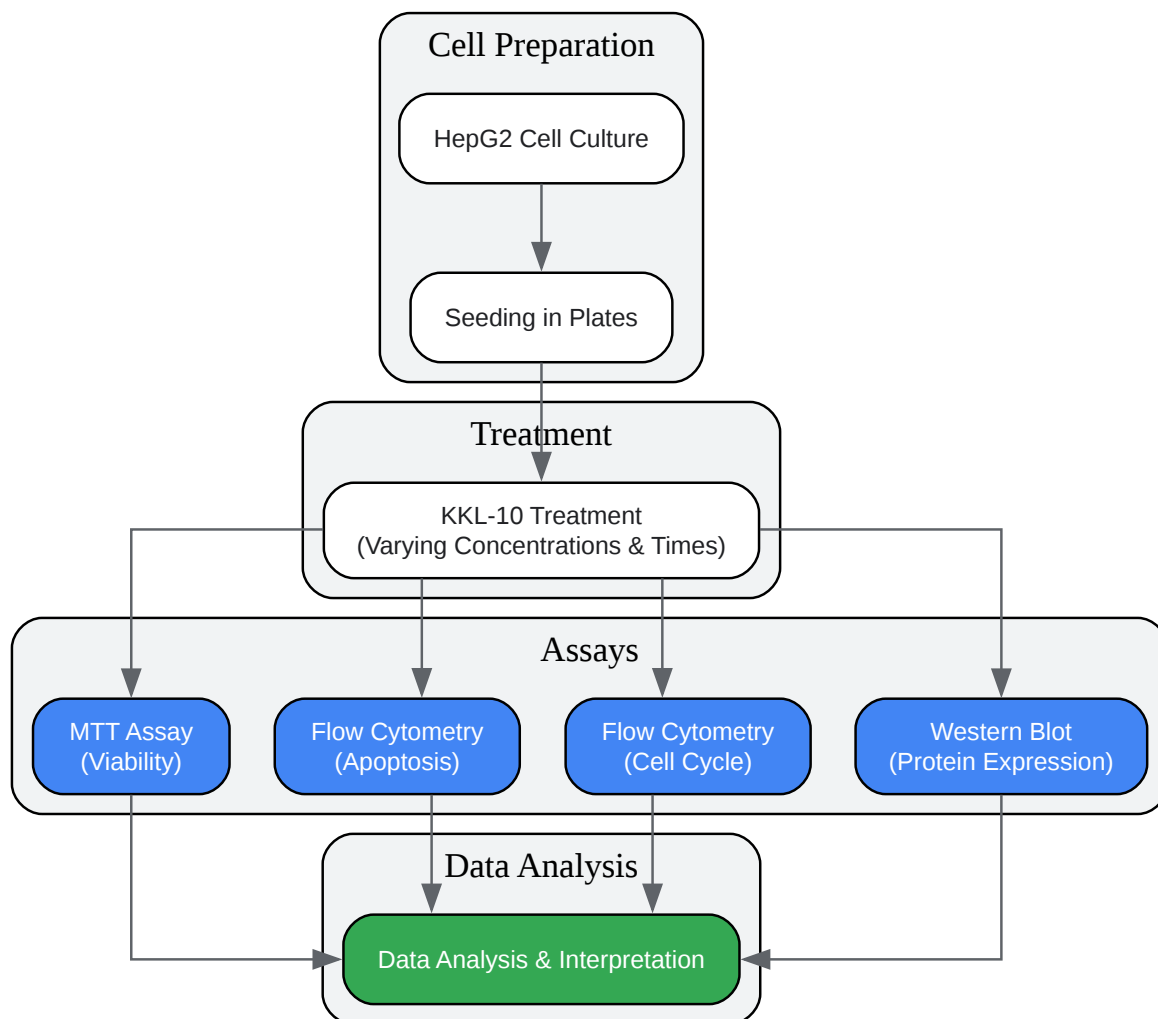 Cell Preparation
HepG2 Cell Culture
Seeding in Plates
Treatment
KKL-10 Treatment
(Varying Concentrations & Times)
Assays
MTT Assay
(Viability)
Flow Cytometry
(Apoptosis)
Flow Cytometry
(Cell Cycle)
Western Blot
(Protein Expression)
Data Analysis
Data Analysis & Interpretation